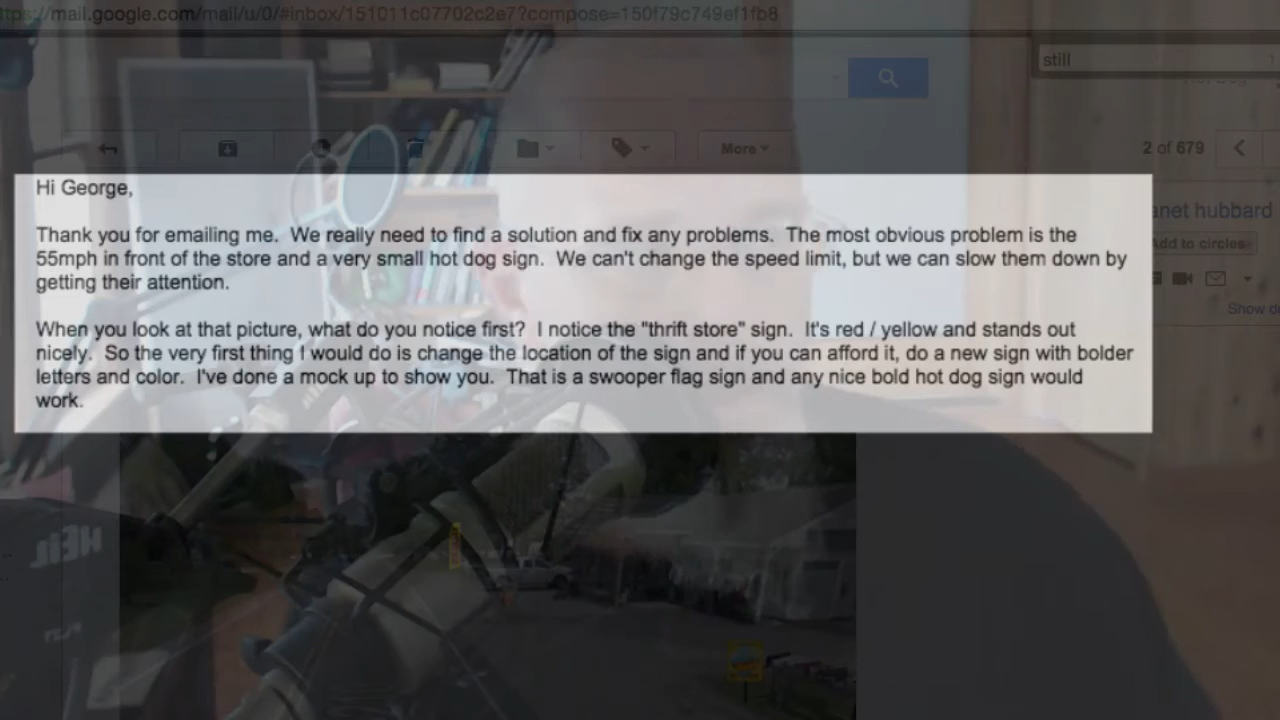 https://mail.google.com/mail/u/0/#inbox/151011c07702c2e7?compose=150f79c749ef1fb8
still
More
2 of 679
Hi George,
anet hubbard
Thank you for emailing me. We really need to find a solution and fix any problems. The most obvious problem is the
Add to circles
55mph in front of the store and a very small hot dog sign. We can't change the speed limit, but we can slow them down by
getting their attention.
Show de
When you look at that picture, what do you notice first? I notice the "thrift store" sign. It's red / yellow and stands out
nicely. So the very first thing I would do is change the location of the sign and if you can afford it, do a new sign with bolder
letters and color. I've done a mock up to show you. That is a swooper flag sign and any nice bold hot dog sign would
work.
HEiL